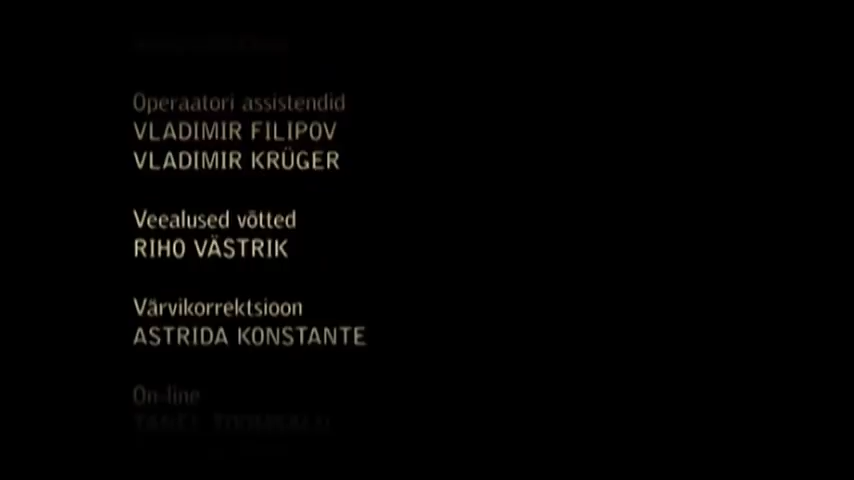 Operaatori assistendid
VLADIMIR FILIPOV
VLADIMIR KRÜGER
Veealused võtted
RIHO VÄSTRIK
Värvikorrektsioon
ASTRIDA KONSTANTE
On-line